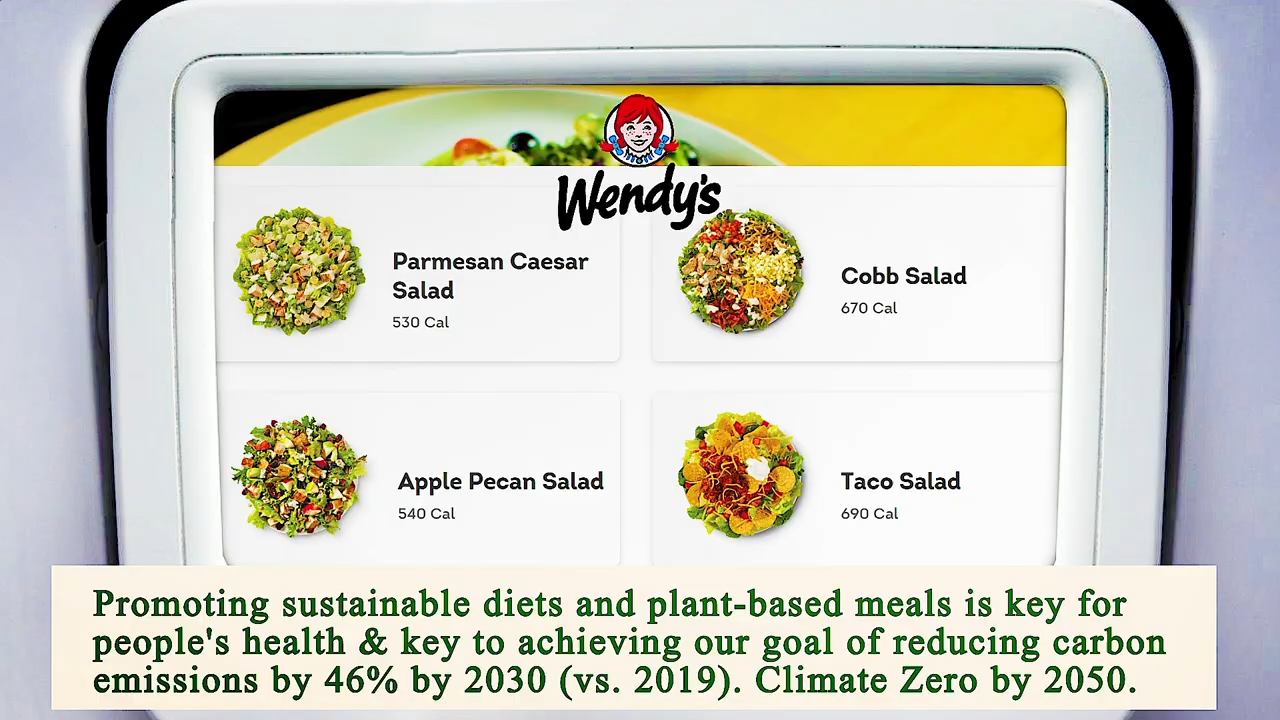 Wendy's
Parmesan Caesar
Salad
530 Cal
Cobb Salad
670 Cal
Apple Pecan Salad
540 Cal
Taco Salad
690 Cal
Promoting sustainable diets and plant-based meals is key for
people's health & key to achieving our goal of reducing carbon
emissions by 46% by 2030 (vs. 2019). Climate Zero by 2050.